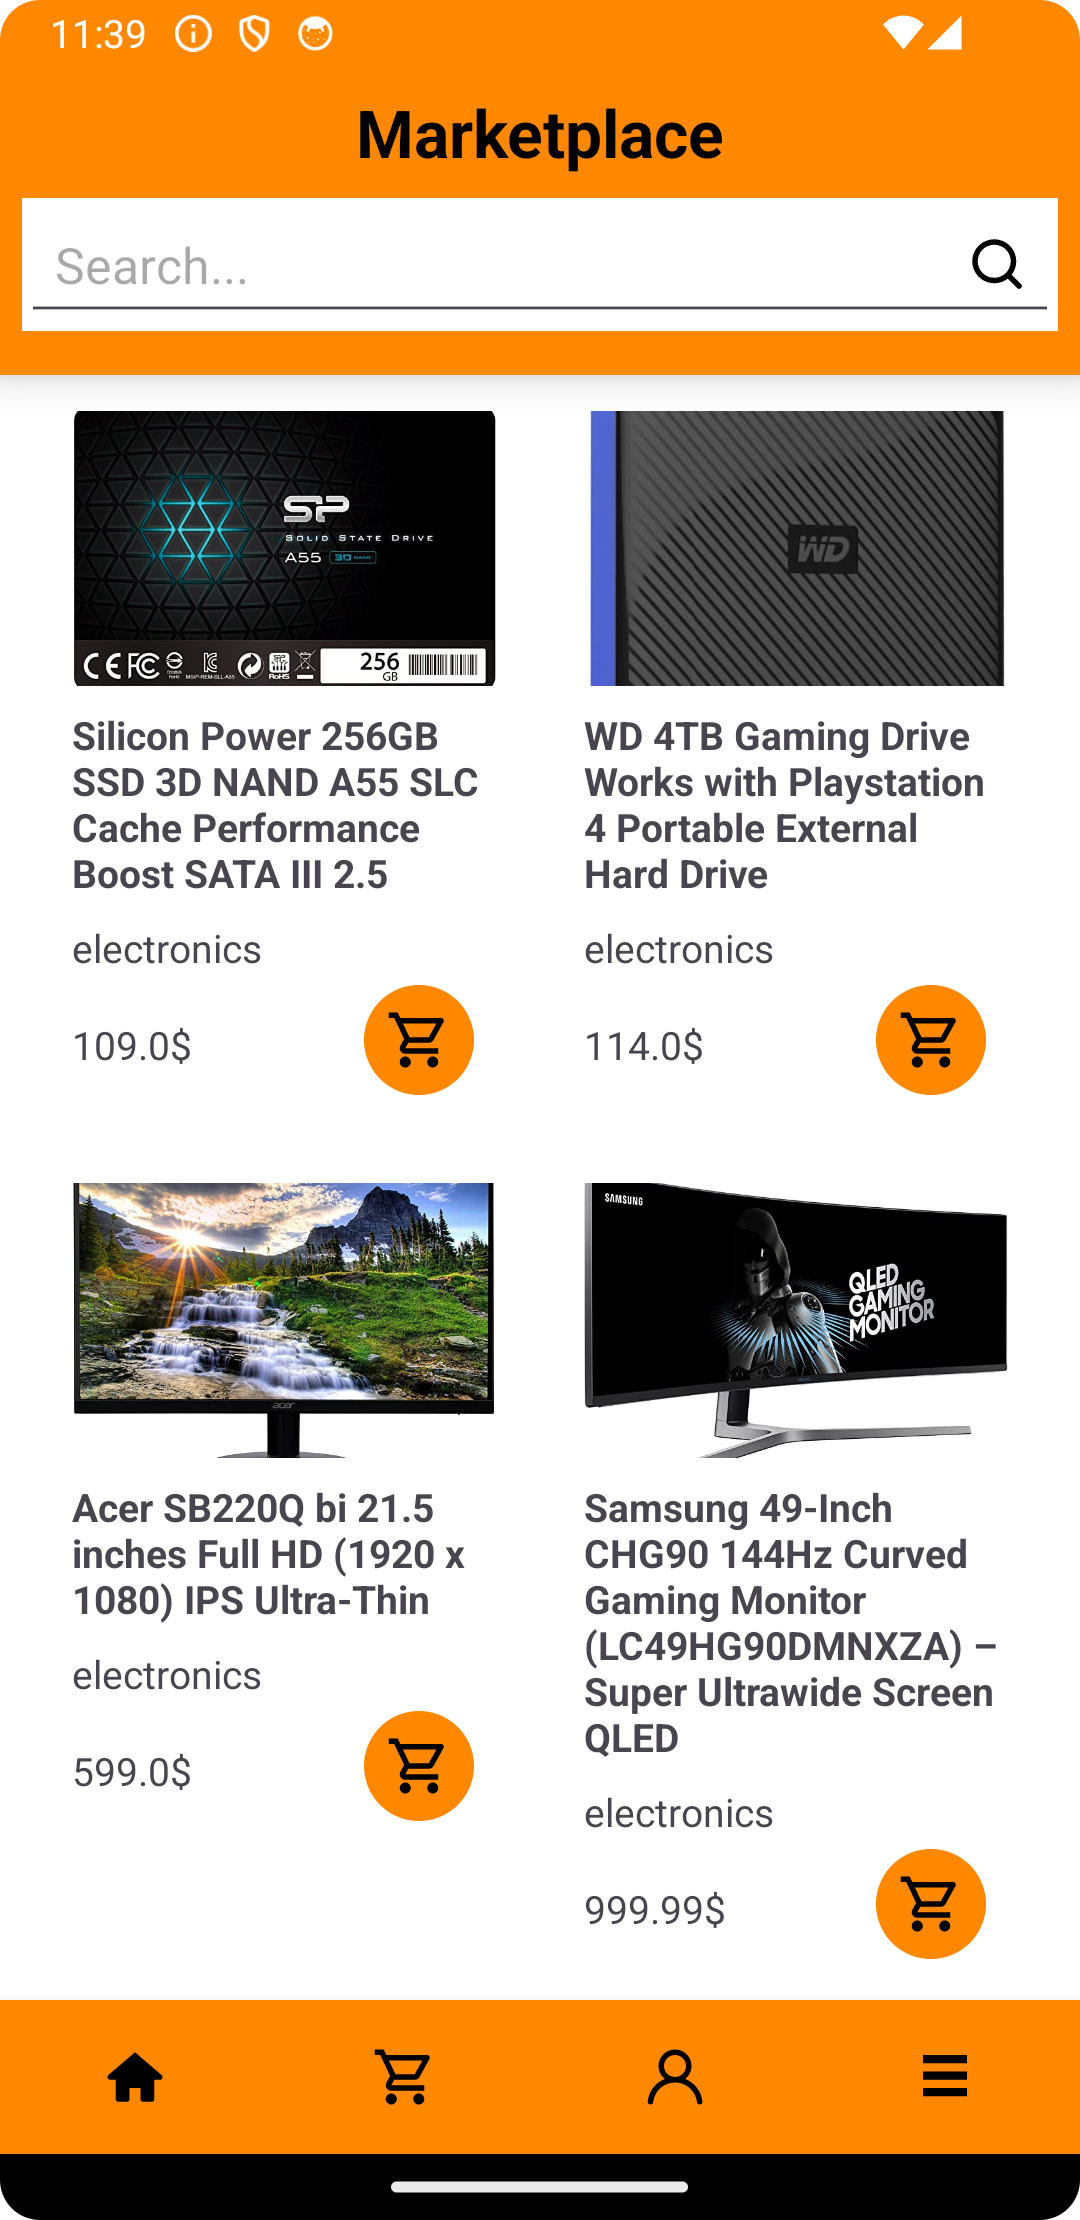 11:39
Marketplace
Search...
SP
SOLID STATE DRIVE
A55 3D NAND
256
GB
RoHS
WD
Silicon Power 256GB
SSD 3D NAND A55 SLC
Cache Performance
Boost SATA III 2.5
electronics
109.0$
WD 4TB Gaming Drive
Works with Playstation
4 Portable External
Hard Drive
electronics
114.0$
acer
SAMSUNG
QLED
GAMING
MONITOR
Acer SB220Q bi 21.5
inches Full HD (1920 x
1080) IPS Ultra-Thin
electronics
599.0$
Samsung 49-Inch
CHG90 144Hz Curved
Gaming Monitor
(LC49HG90DMNXZA) –
Super Ultrawide Screen
QLED
electronics
999.99$